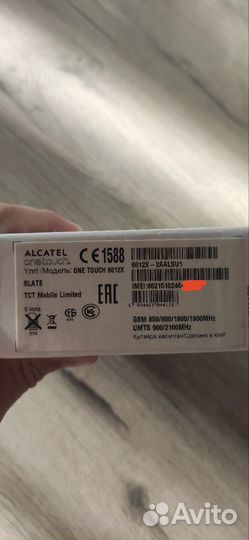 ALCATEL
onetouch.
CE1588
6012X-2AALSU1
Үлгі /Модель: ONE TOUCH 6012X
SLATE
IMEI:8621510246
TCT Mobile Limited
EAC
5 Volts
GSM 850/900/1800/1900MHz
UMTS 900/2100MHz
Қытайда жасалған/Сделано в КНР
Avito